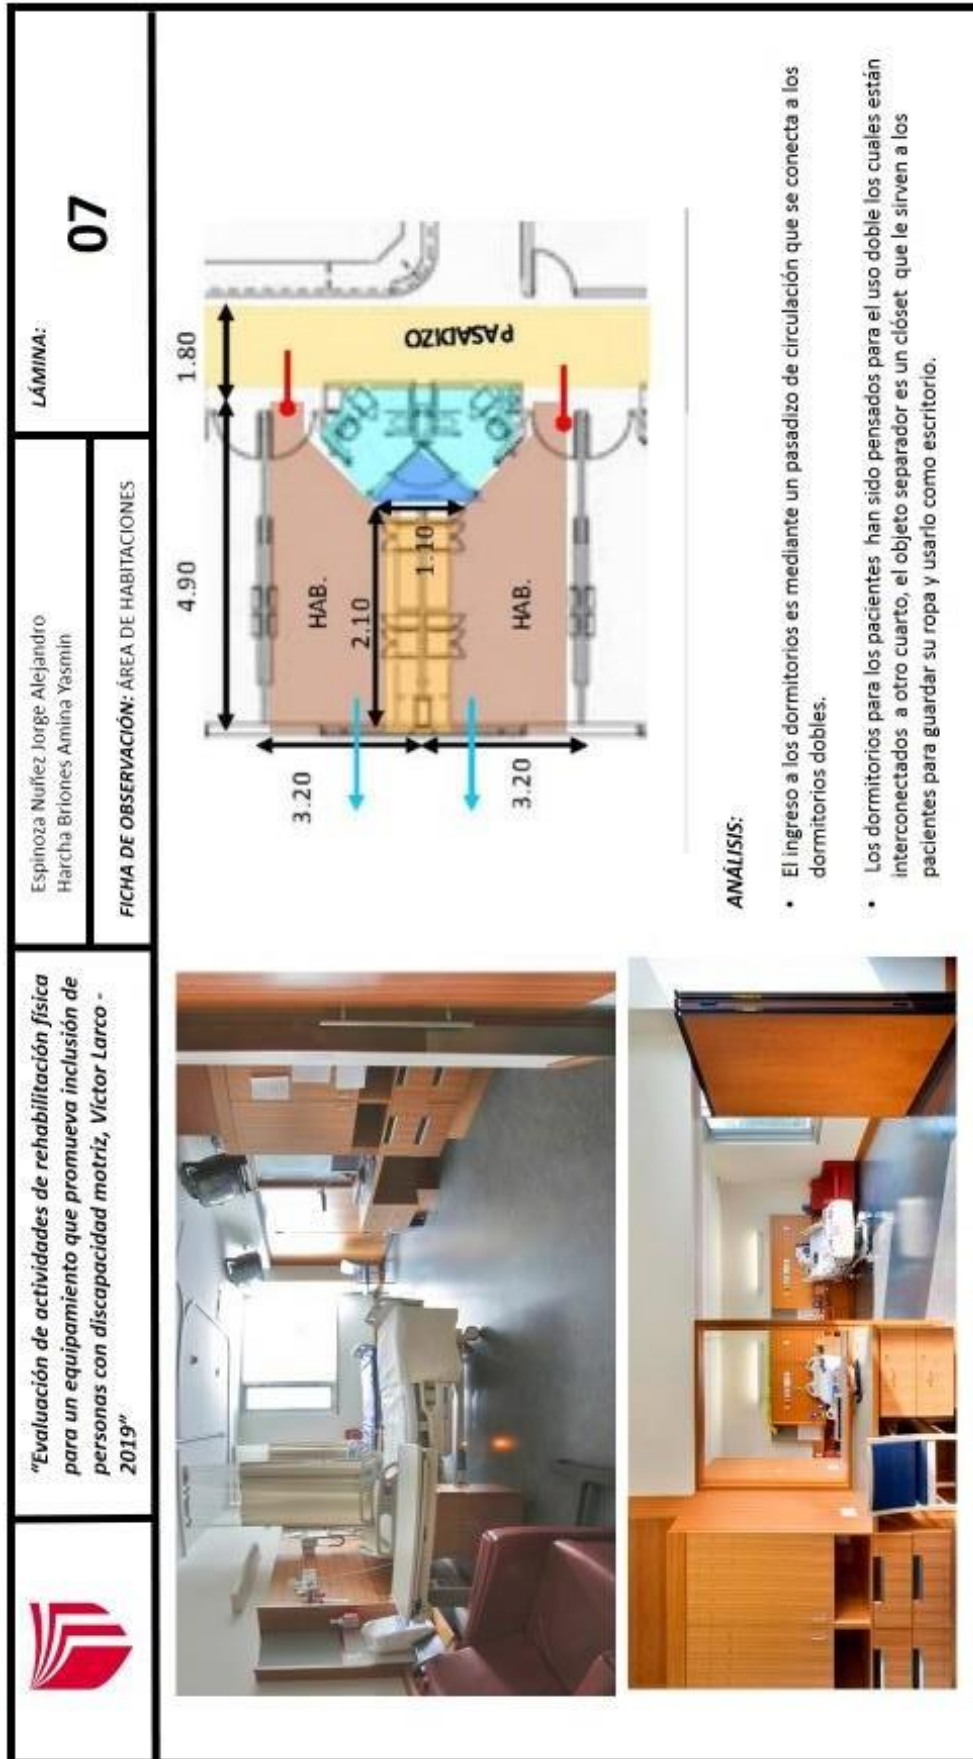 "Evaluación de actividades de rehabilitación física
para un equipamiento que promueva inclusión de
personas con discapacidad motriz, Víctor Larco -
2019"
Espinoza Nuñez Jorge Alejandro
Harcha Briones Amina Yasmin
FICHA DE OBSERVACIÓN: ÁREA DE HABITACIONES
LÁMINA:
07
4.90
1.80
3.20
3.20
HAB.
2.10
1.10
HAB.
PASADIZO
ANÁLISIS:
• El ingreso a los dormitorios es mediante un pasadizo de circulación que se conecta a los
dormitorios dobles.
• Los dormitorios para los pacientes han sido pensados para el uso doble los cuales están
interconectados a otro cuarto, el objeto separador es un clóset que le sirven a los
pacientes para guardar su ropa y usarlo como escritorio.